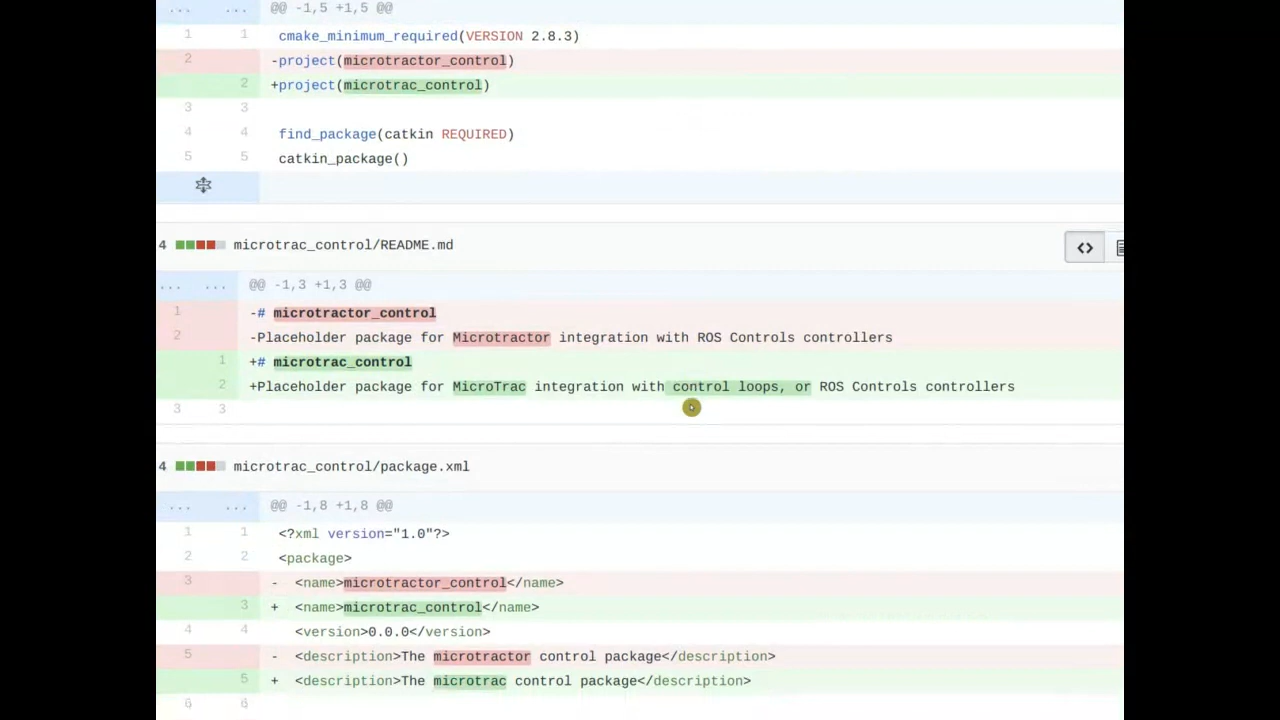 ... ... @@ -1,5 +1,5 @@
1 1 cmake_minimum_required(VERSION 2.8.3)
2 -project(microtractor_control)
2 +project(microtrac_control)
3 3
4 4 find_package(catkin REQUIRED)
5 5 catkin_package()
4 microtrac_control/README.md
<>
... ... @@ -1,3 +1,3 @@
1 -# microtractor_control
2 -Placeholder package for Microtractor integration with ROS Controls controllers
1 +# microtrac_control
2 +Placeholder package for MicroTrac integration with control loops, or ROS Controls controllers
3 3
4 microtrac_control/package.xml
... ... @@ -1,8 +1,8 @@
1 1 <?xml version="1.0"?>
2 2 <package>
3 - <name>microtractor_control</name>
3 + <name>microtrac_control</name>
4 4 <version>0.0.0</version>
5 - <description>The microtractor control package</description>
5 + <description>The microtrac control package</description>
6 6